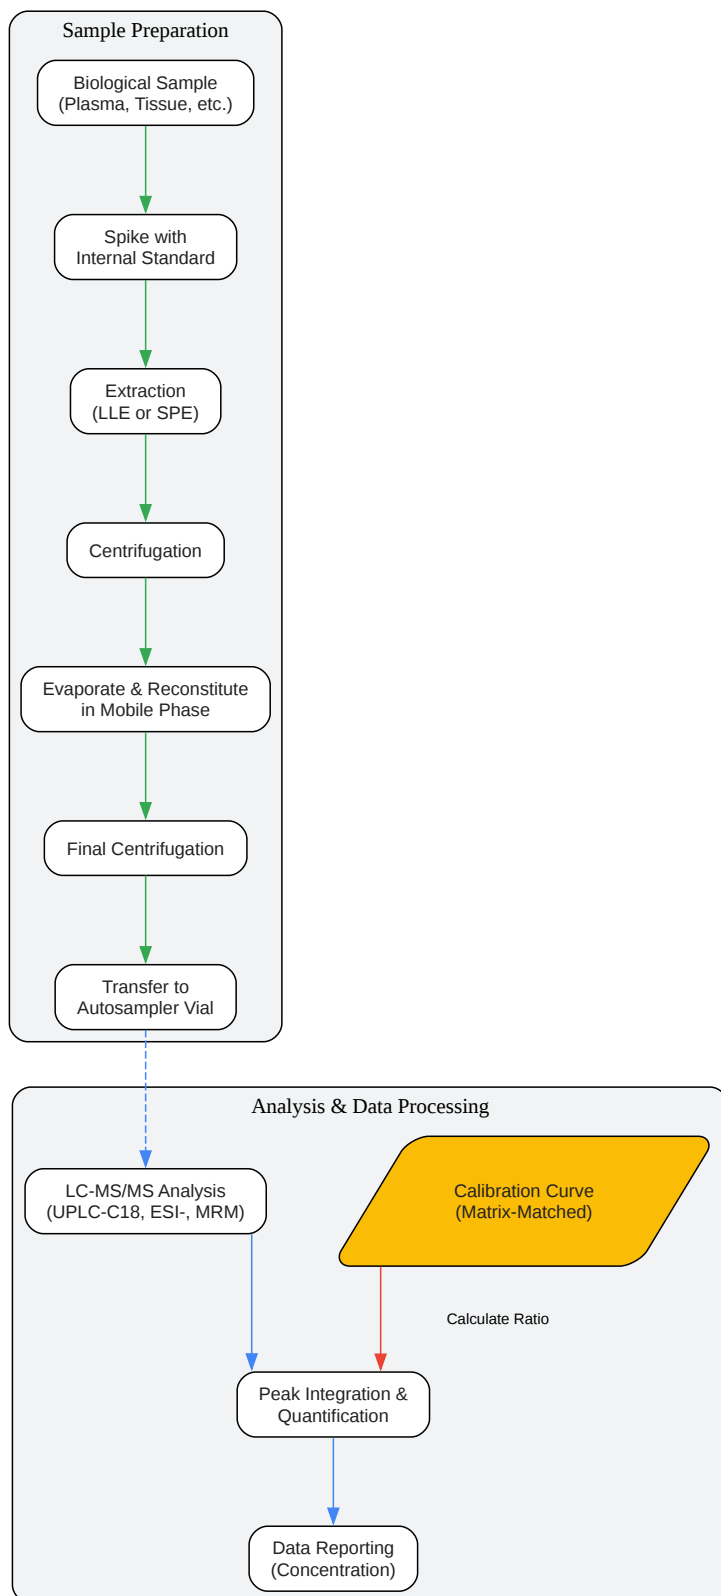 Sample Preparation
Biological Sample
(Plasma, Tissue, etc.)
Spike with
Internal Standard
Extraction
(LLE or SPE)
Centrifugation
Evaporate & Reconstitute
in Mobile Phase
Final Centrifugation
Transfer to
Autosampler Vial
Analysis & Data Processing
LC-MS/MS Analysis
(UPLC-C18, ESI-, MRM)
Calibration Curve
(Matrix-Matched)
Calculate Ratio
Peak Integration &
Quantification
Data Reporting
(Concentration)